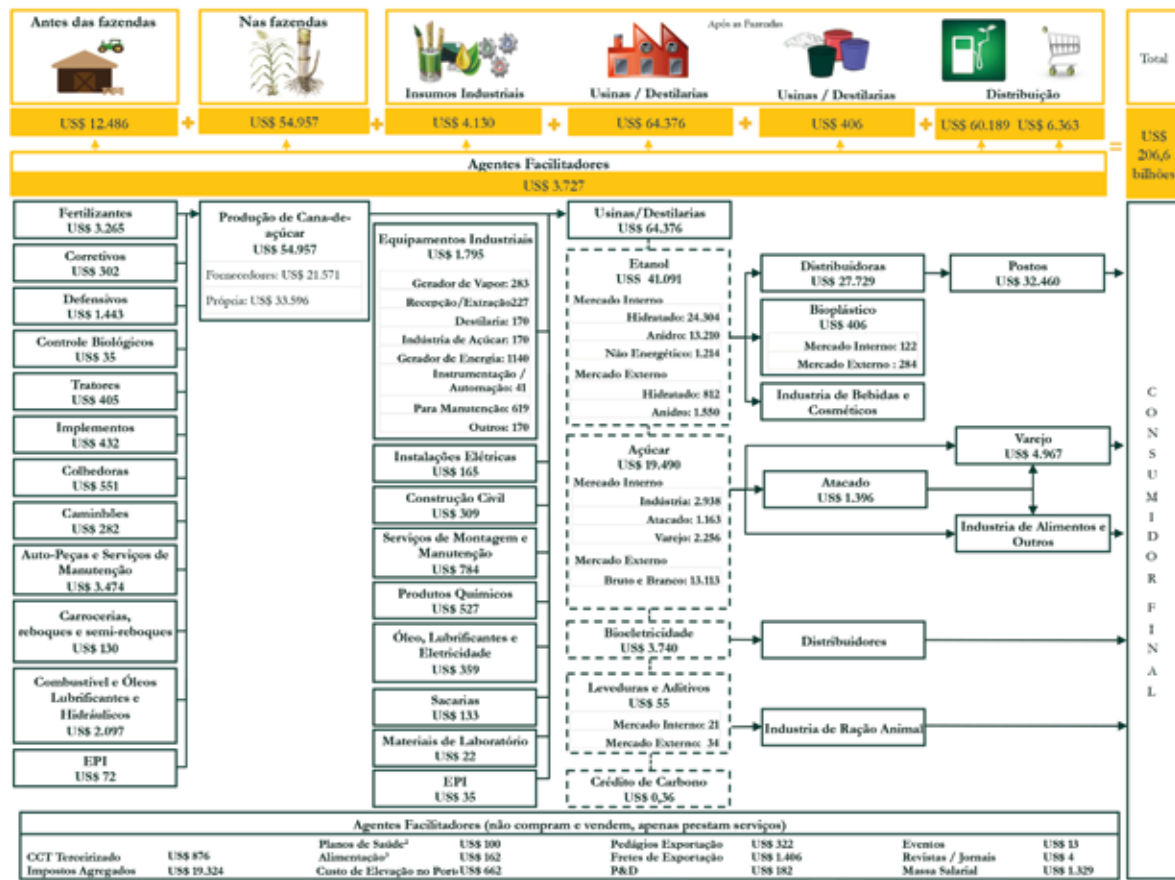 Antes das fazendas
Nas fazendas
Após as Fazendas
Insumos Industriais
Usinas / Destilarias
Usinas / Destilarias
Distribuição
Total
US$ 12.486
+
US$ 54.957
+
US$ 4.130
+
US$ 64.376
+
US$ 406
+
US$ 60.189 US$ 6.363
=
US$
206,6
bilhões
Agentes Facilitadores
US$ 3.727
Fertilizantes
US$ 3.265
Corretivos
US$ 302
Defensivos
US$ 1.443
Controle Biológicos
US$ 35
Tratores
US$ 405
Implementos
US$ 432
Colhedoras
US$ 551
Caminhões
US$ 282
Auto-Peças e Serviços de
Manutenção
US$ 3.474
Carrocerias,
reboques e semi-reboques
US$ 130
Combustível e Óleos
Lubrificantes e
Hidráulicos
US$ 2.097
EPI
US$ 72
Produção de Cana-de-
açúcar
US$ 54.957
Fornecedores: US$ 21.571
Própria: US$ 33.596
Equipamentos Industriais
US$ 1.795
Gerador de Vapor: 283
Recepção/Extração227
Destilaria: 170
Indústria de Açúcar: 170
Gerador de Energia: 1140
Instrumentação /
Automação: 41
Para Manutenção: 619
Outros: 170
Instalações Elétricas
US$ 165
Construção Civil
US$ 309
Serviços de Montagem e
Manutenção
US$ 784
Produtos Químicos
US$ 527
Óleo, Lubrificantes e
Eletricidade
US$ 359
Sacarias
US$ 133
Materiais de Laboratório
US$ 22
EPI
US$ 35
Usinas/Destilarias
US$ 64.376
Etanol
US$ 41.091
Mercado Interno
Hidratado: 24.304
Anidro: 13.210
Não Energético: 1.214
Mercado Externo
Hidratado: 812
Anidro: 1.550
Açúcar
US$ 19.490
Mercado Interno
Indústria: 2.938
Atacado: 1.163
Varejo: 2.256
Mercado Externo
Bruto e Branco: 13.113
Bioeletricidade
US$ 3.740
Leveduras e Aditivos
US$ 55
Mercado Interno: 21
Mercado Externo: 34
Crédito de Carbono
US$ 0,36
Distribuidoras
US$ 27.729
Bioplástico
US$ 406
Mercado Interno: 122
Mercado Externo : 284
Industria de Bebidas e
Cosméticos
Atacado
US$ 1.396
Distribuidores
Industria de Ração Animal
Postos
US$ 32.460
Varejo
US$ 4.967
Industria de Alimentos e
Outros
CONSUMIDOR FINAL
Agentes Facilitadores (não compram e vendem, apenas prestam serviços)
Planos de Saúde² US$ 100 Pedágios Exportação US$ 322 Eventos US$ 13
CCT Terceirizado US$ 876 Alimentação³ US$ 162 Fretes de Exportação US$ 1.406 Revistas / Jornais US$ 4
Impostos Agregados US$ 19.324 Custo de Elevação no Porto US$ 662 P&D US$ 182 Massa Salarial US$ 1.329